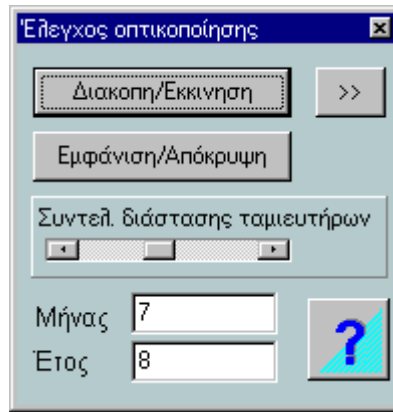 Έλεγχος οπτικοποίησης
Διακοπη/Εκκινηση >>
Εμφάνιση/Απόκρυψη
Συντελ. διάστασης ταμιευτήρων
Μήνας 7
Έτος 8
?